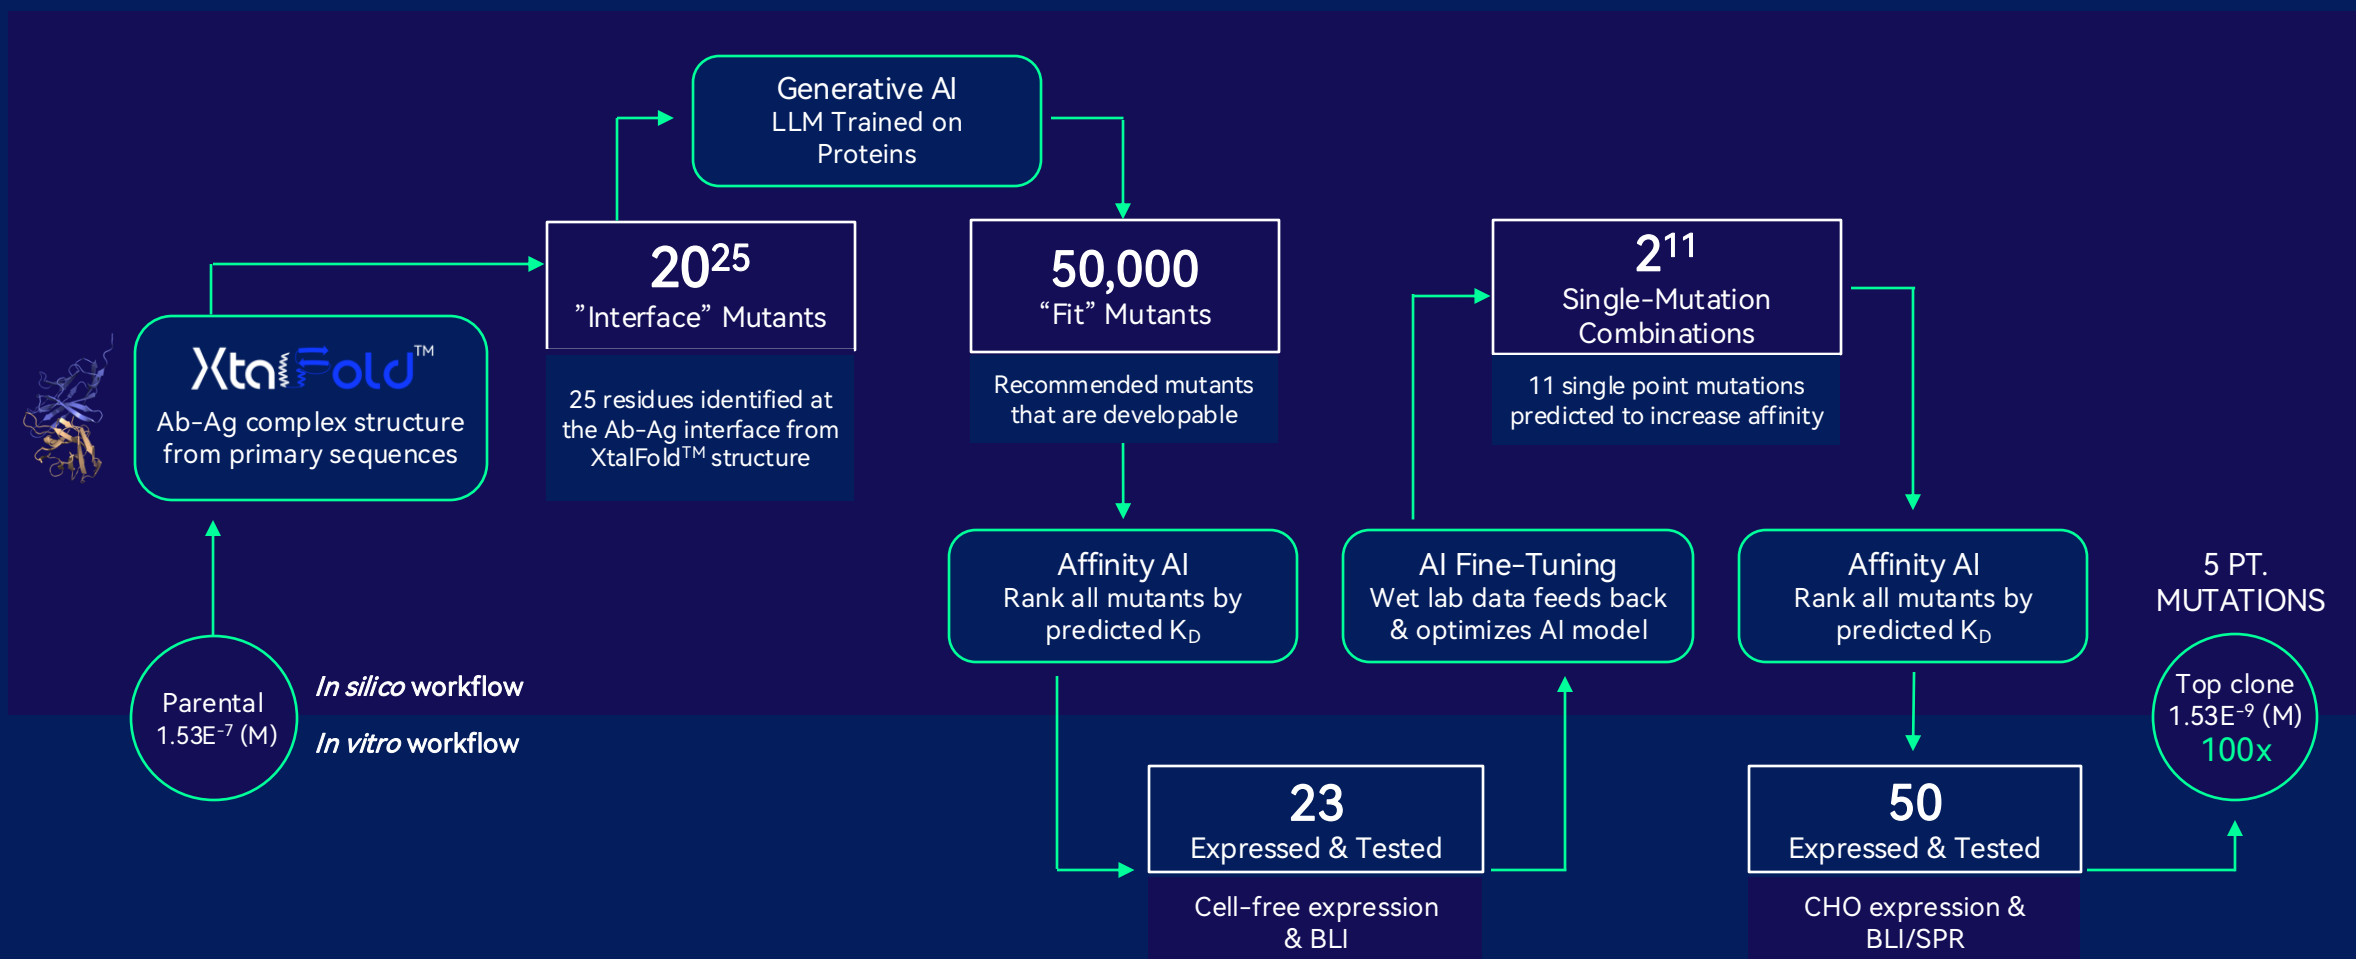 Generative AI
LLM Trained on
Proteins
20²⁵
”Interface” Mutants
25 residues identified at
the Ab-Ag interface from
XtalFold™ structure
50,000
“Fit” Mutants
Recommended mutants
that are developable
2¹¹
Single-Mutation
Combinations
11 single point mutations
predicted to increase affinity
XtalFold™
Ab-Ag complex structure
from primary sequences
Parental
1.53E⁻⁷ (M)
In silico workflow
In vitro workflow
Affinity AI
Rank all mutants by
predicted K_D
AI Fine-Tuning
Wet lab data feeds back
& optimizes AI model
Affinity AI
Rank all mutants by
predicted K_D
23
Expressed & Tested
Cell-free expression
& BLI
50
Expressed & Tested
CHO expression &
BLI/SPR
5 PT.
MUTATIONS
Top clone
1.53E⁻⁹ (M)
100x